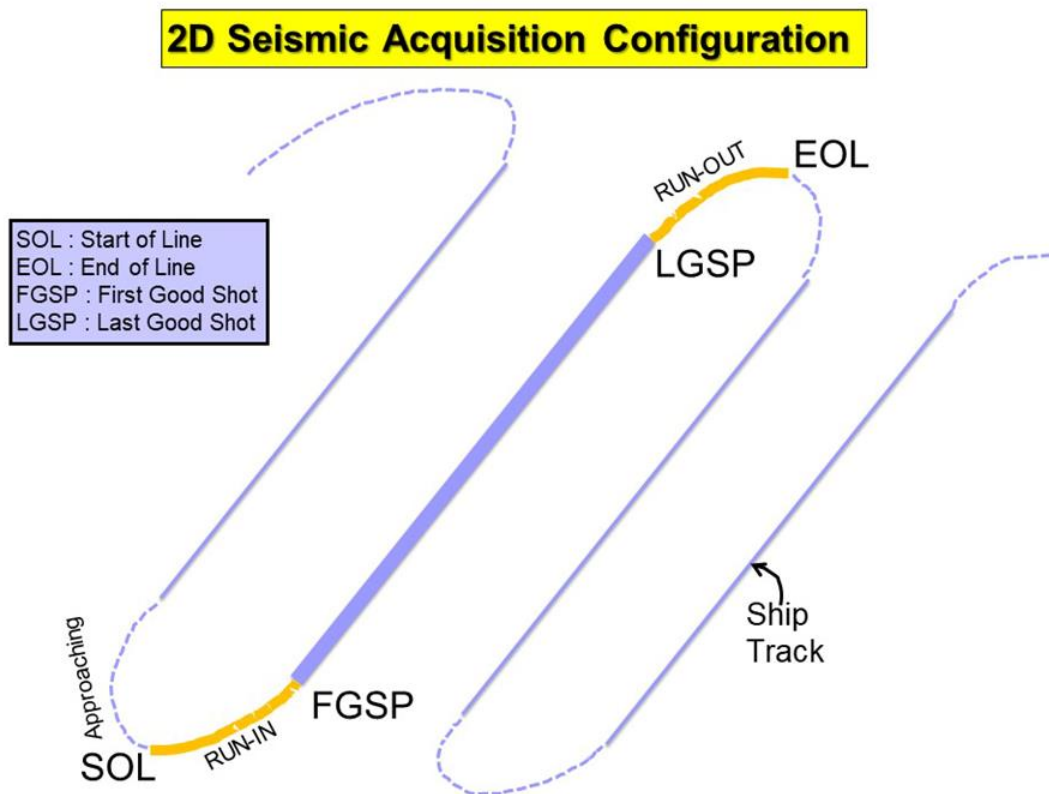 2D Seismic Acquisition Configuration
RUN-OUT
EOL
SOL : Start of Line
EOL : End of Line
FGSP : First Good Shot
LGSP : Last Good Shot
LGSP
Ship
Track
Approaching
FGSP
RUN-IN
SOL